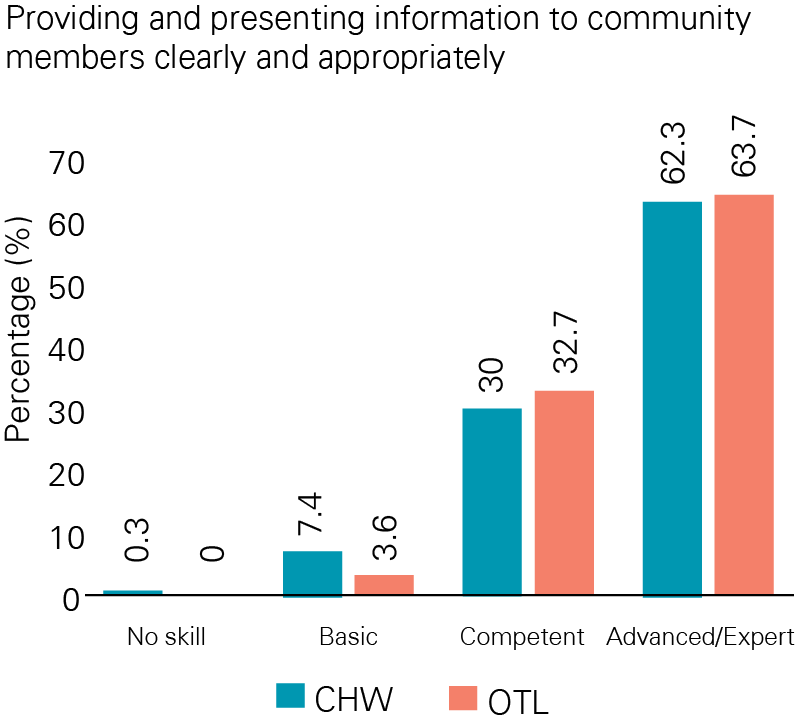 Providing and presenting information to community
members clearly and appropriately
Percentage (%)
70
60
50
40
30
20
10
0
0.3
0
7.4
3.6
30
32.7
62.3
63.7
No skill
Basic
Competent
Advanced/Expert
CHW
OTL